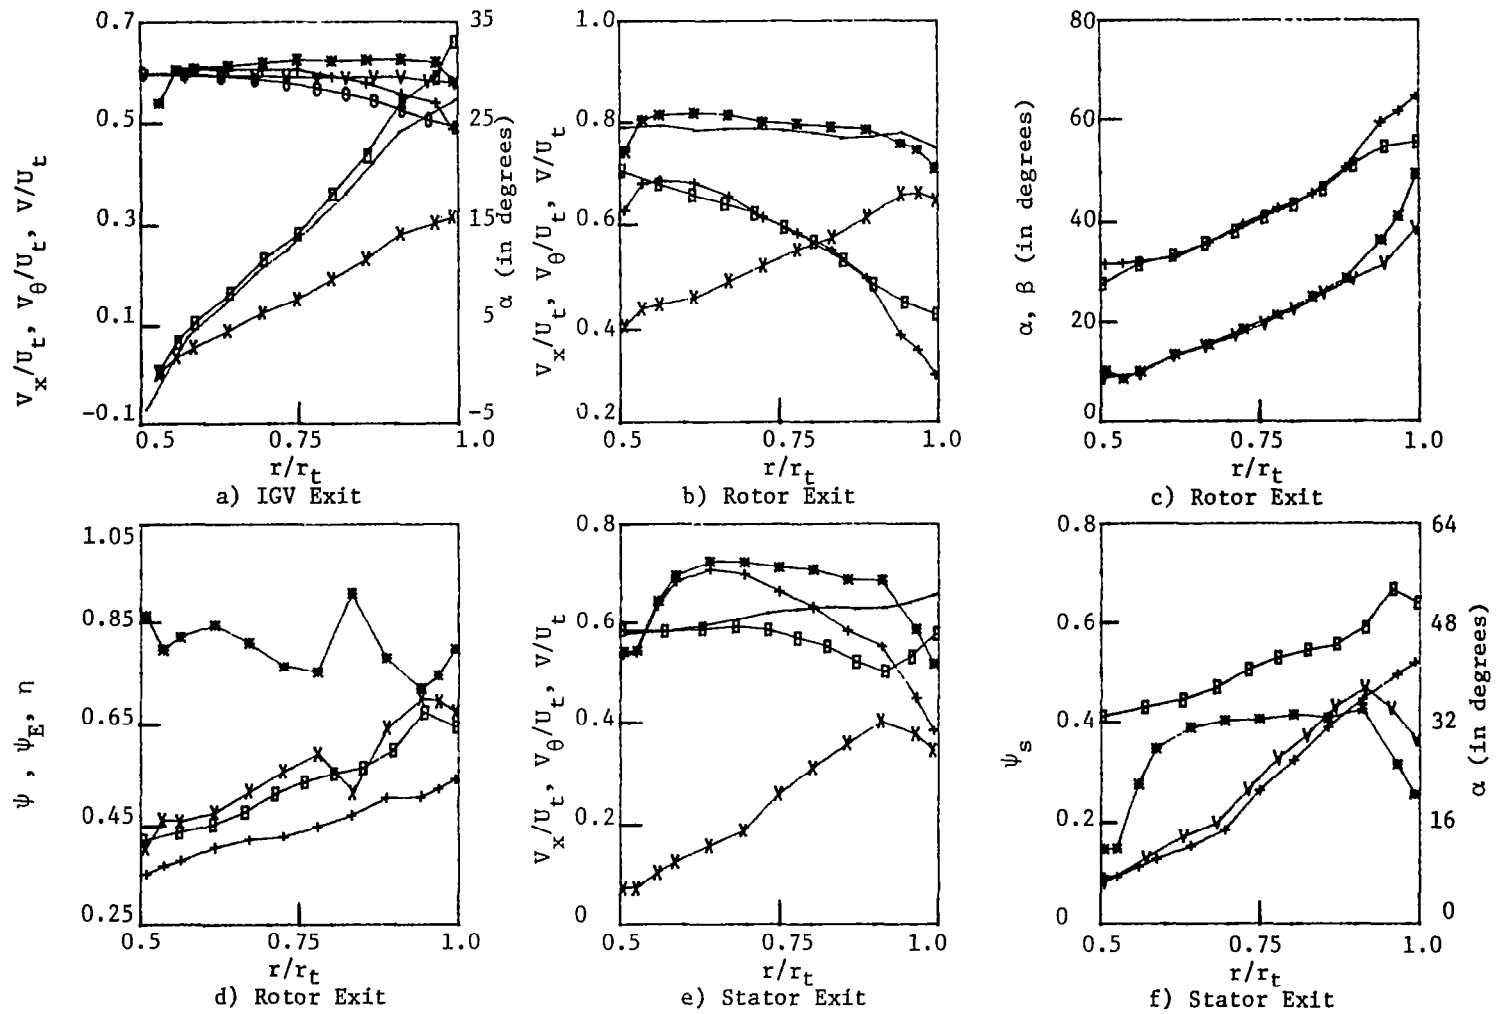 0.7
0.5
0.3
0.1
-0.1
35
25
15
5
-5
V_x/U_t, V_θ/U_t, V/U_t
α (in degrees)
0.5 0.75 1.0
r/r_t
a) IGV Exit
1.0
0.8
0.6
0.4
0.2
V_x/U_t, V_θ/U_t, V/U_t
0.5 0.75 1.0
r/r_t
b) Rotor Exit
80
60
40
20
0
α, β (in degrees)
0.5 0.75 1.0
r/r_t
c) Rotor Exit
1.05
0.85
0.65
0.45
0.25
ψ, ψ_E, η
0.5 0.75 1.0
r/r_t
d) Rotor Exit
0.8
0.6
0.4
0.2
0
V_x/U_t, V_θ/U_t, V/U_t
0.5 0.75 1.0
r/r_t
e) Stator Exit
0.8
0.6
0.4
0.2
0
ψ_s
64
48
32
16
0
α (in degrees)
0.5 0.75 1.0
r/r_t
f) Stator Exit